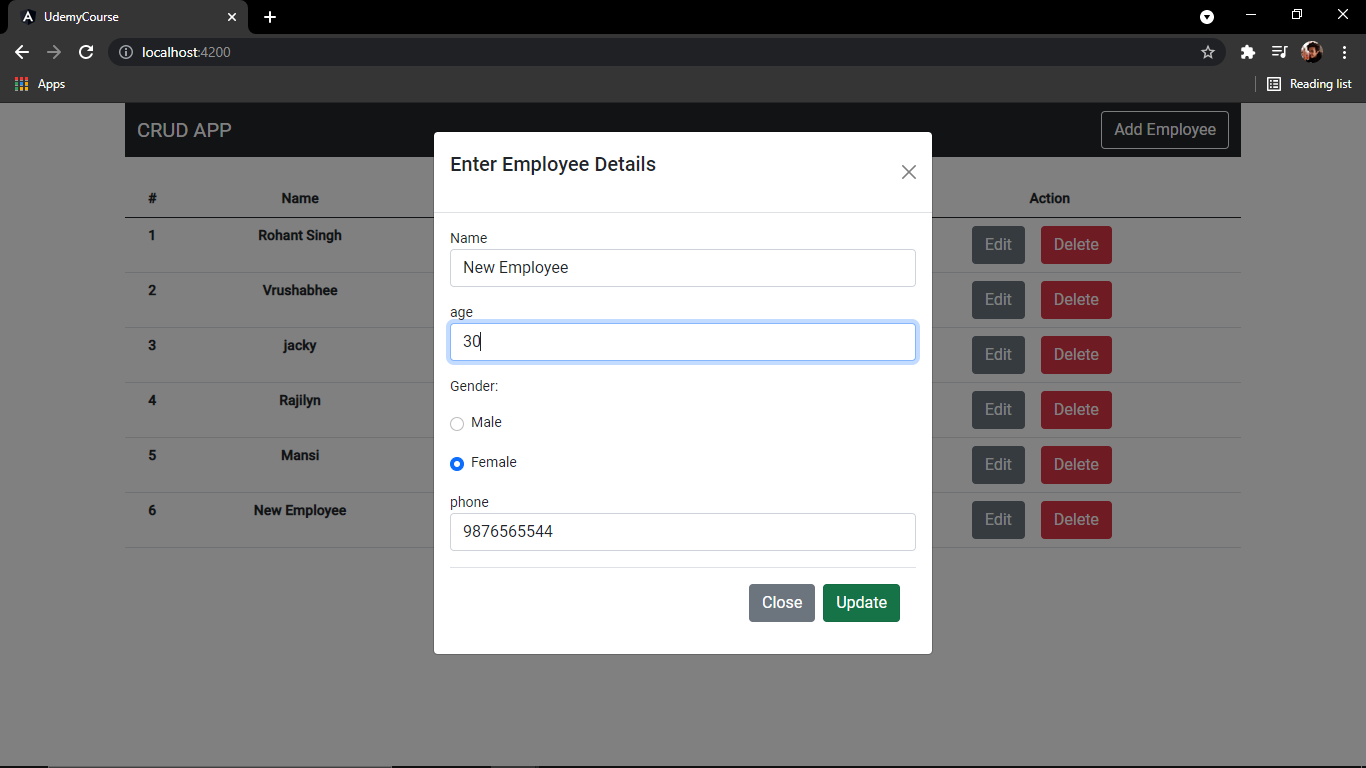 UdemyCourse
localhost:4200
Apps
Reading list
CRUD APP
Add Employee
Enter Employee Details
# Name Action
1 Rohant Singh Edit Delete
2 Vrushabhee Edit Delete
3 jacky Edit Delete
4 Rajilyn Edit Delete
5 Mansi Edit Delete
6 New Employee Edit Delete
Name
New Employee
age
30
Gender:
Male
Female
phone
9876565544
Close Update